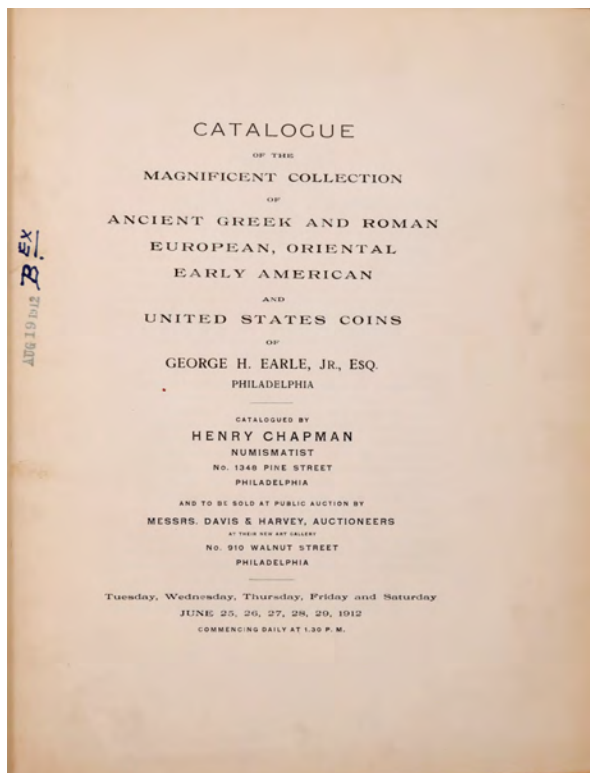 CATALOGUE
OF THE
MAGNIFICENT COLLECTION
OF
ANCIENT GREEK AND ROMAN
EUROPEAN, ORIENTAL
EARLY AMERICAN
AND
UNITED STATES COINS
OF
GEORGE H. EARLE, JR., ESQ.
PHILADELPHIA
CATALOGUED BY
HENRY CHAPMAN
NUMISMATIST
No. 1348 PINE STREET
PHILADELPHIA
AND TO BE SOLD AT PUBLIC AUCTION BY
MESSRS. DAVIS & HARVEY, AUCTIONEERS
AT THEIR NEW ART GALLERY
No. 910 WALNUT STREET
PHILADELPHIA
Tuesday, Wednesday, Thursday, Friday and Saturday
JUNE 25, 26, 27, 28, 29, 1912
COMMENCING DAILY AT 1.30 P. M.
AUG 19 1912
B. EX